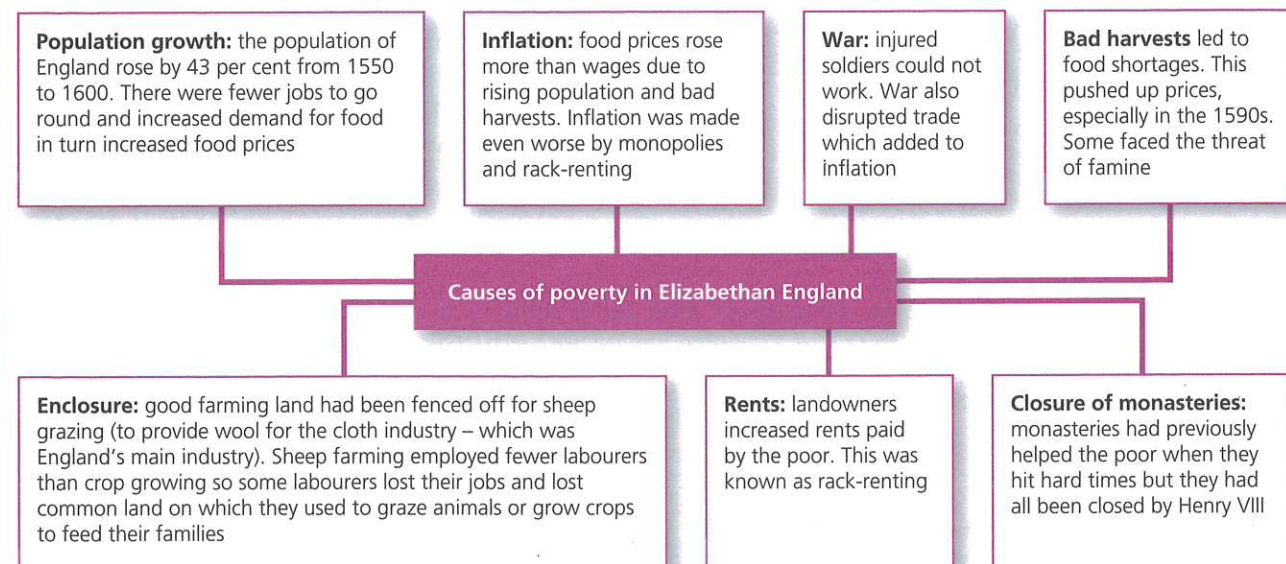 Population growth: the population of
England rose by 43 per cent from 1550
to 1600. There were fewer jobs to go
round and increased demand for food
in turn increased food prices
Inflation: food prices rose
more than wages due to
rising population and bad
harvests. Inflation was made
even worse by monopolies
and rack-renting
War: injured
soldiers could not
work. War also
disrupted trade
which added to
inflation
Bad harvests led to
food shortages. This
pushed up prices,
especially in the 1590s.
Some faced the threat
of famine
Causes of poverty in Elizabethan England
Enclosure: good farming land had been fenced off for sheep
grazing (to provide wool for the cloth industry – which was
England's main industry). Sheep farming employed fewer labourers
than crop growing so some labourers lost their jobs and lost
common land on which they used to graze animals or grow crops
to feed their families
Rents: landowners
increased rents paid
by the poor. This was
known as rack-renting
Closure of monasteries:
monasteries had previously
helped the poor when they
hit hard times but they had
all been closed by Henry VIII